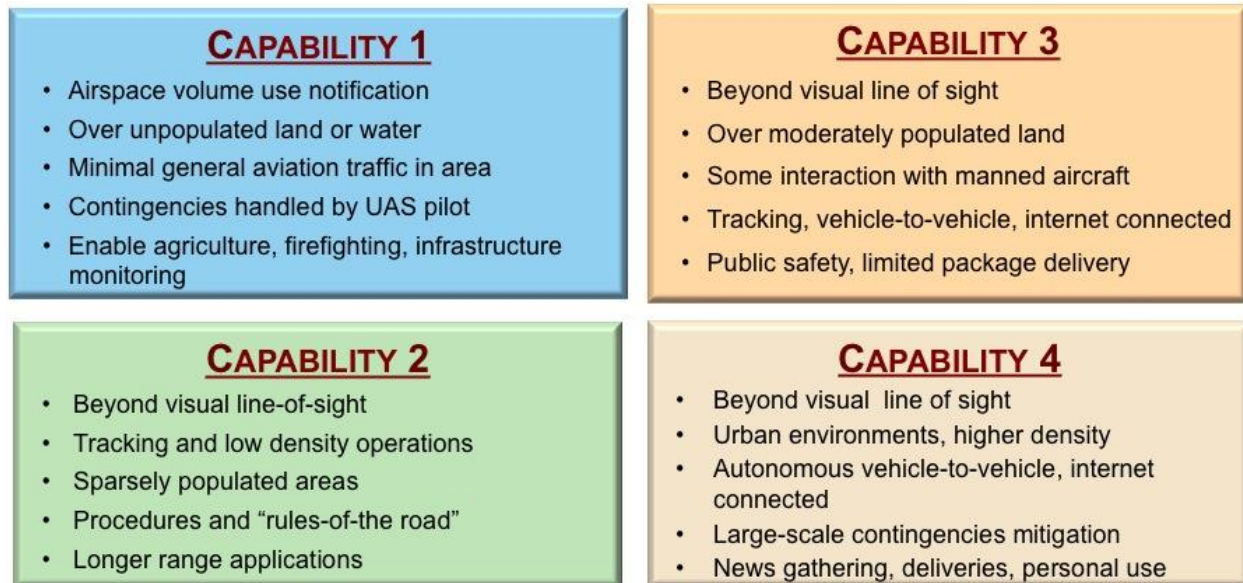 CAPABILITY 1
• Airspace volume use notification
• Over unpopulated land or water
• Minimal general aviation traffic in area
• Contingencies handled by UAS pilot
• Enable agriculture, firefighting, infrastructure
monitoring
CAPABILITY 2
• Beyond visual line-of-sight
• Tracking and low density operations
• Sparsely populated areas
• Procedures and “rules-of-the road”
• Longer range applications
CAPABILITY 3
• Beyond visual line of sight
• Over moderately populated land
• Some interaction with manned aircraft
• Tracking, vehicle-to-vehicle, internet connected
• Public safety, limited package delivery
CAPABILITY 4
• Beyond visual line of sight
• Urban environments, higher density
• Autonomous vehicle-to-vehicle, internet
connected
• Large-scale contingencies mitigation
• News gathering, deliveries, personal use